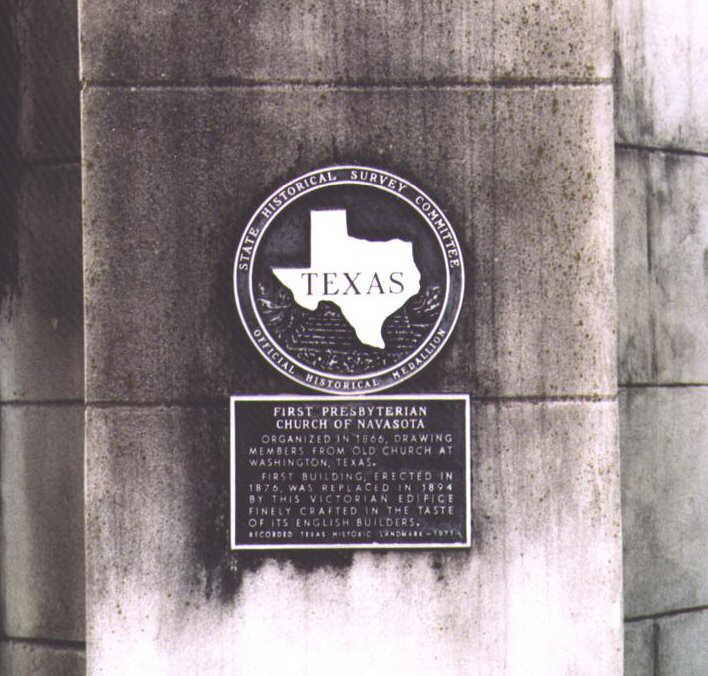 STATE HISTORICAL SURVEY COMMITTEE
TEXAS
OFFICIAL HISTORICAL MEDALLION
FIRST PRESBYTERIAN
CHURCH OF NAVASOTA
ORGANIZED IN 1866, DRAWING
MEMBERS FROM OLD CHURCH AT
WASHINGTON, TEXAS.
FIRST BUILDING, ERECTED IN
1876, WAS REPLACED IN 1894
BY THIS VICTORIAN EDIFICE
FINELY CRAFTED IN THE TASTE
OF ITS ENGLISH BUILDERS.
RECORDED TEXAS HISTORIC LANDMARK – 1971